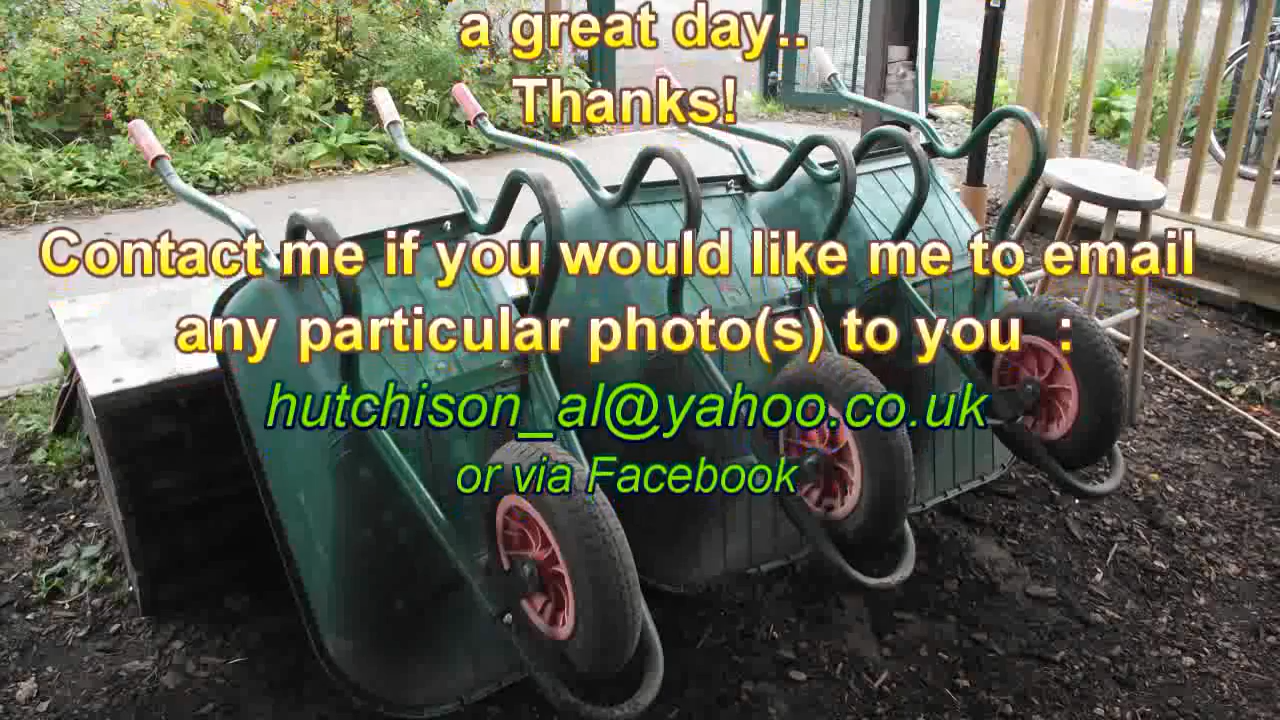 a great day..
Thanks!
Contact me if you would like me to email
any particular photo(s) to you :
hutchison_al@yahoo.co.uk
or via Facebook